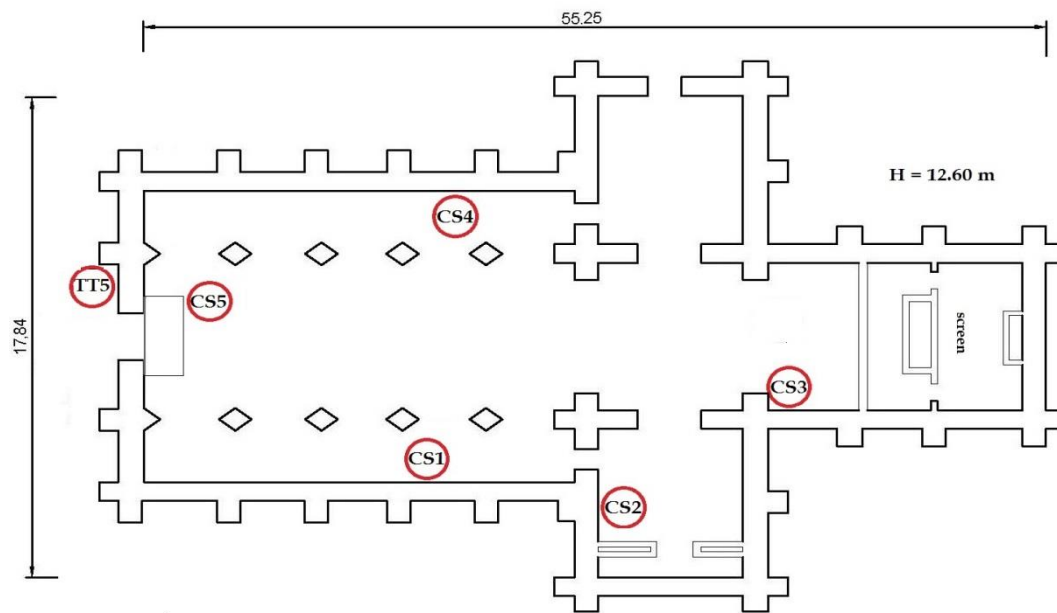 55.25
H = 12.60 m
CS4
TT5
CS5
17,84
screen
CS3
CS1
CS2